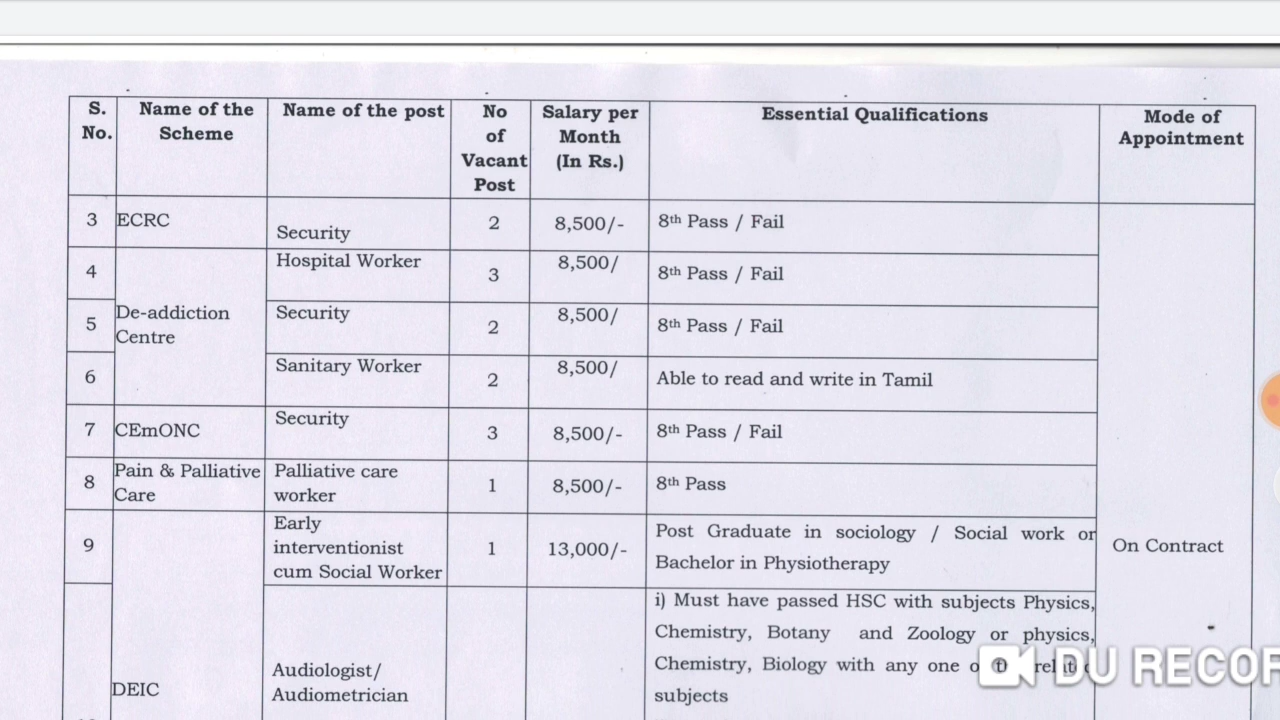 S. No.
Name of the Scheme
Name of the post
No of Vacant Post
Salary per Month (In Rs.)
Essential Qualifications
Mode of Appointment
3 ECRC Security 2 8,500/- 8th Pass / Fail
4 Hospital Worker 3 8,500/ 8th Pass / Fail
De-addiction Centre
5 Security 2 8,500/ 8th Pass / Fail
6 Sanitary Worker 2 8,500/ Able to read and write in Tamil
7 CEmONC Security 3 8,500/- 8th Pass / Fail
8 Pain & Palliative Care Palliative care worker 1 8,500/- 8th Pass
9 Early interventionist cum Social Worker 1 13,000/- Post Graduate in sociology / Social work or Bachelor in Physiotherapy
On Contract
DEIC
Audiologist/ Audiometrician
i) Must have passed HSC with subjects Physics,
Chemistry, Botany and Zoology or physics,
Chemistry, Biology with any one
subjects
DU RECOR